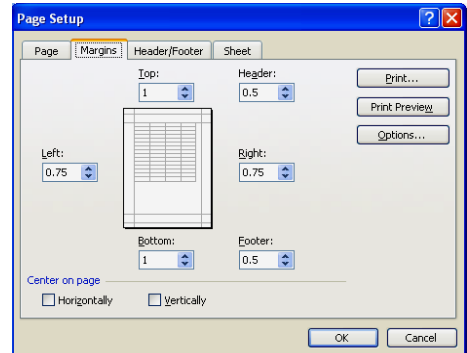 Page Setup
Page Margins Header/Footer Sheet
Top: Header:
1 0.5
Print...
Print Preview
Options...
Left: Right:
0.75 0.75
Bottom: Footer:
1 0.5
Center on page
Horizontally Vertically
OK Cancel